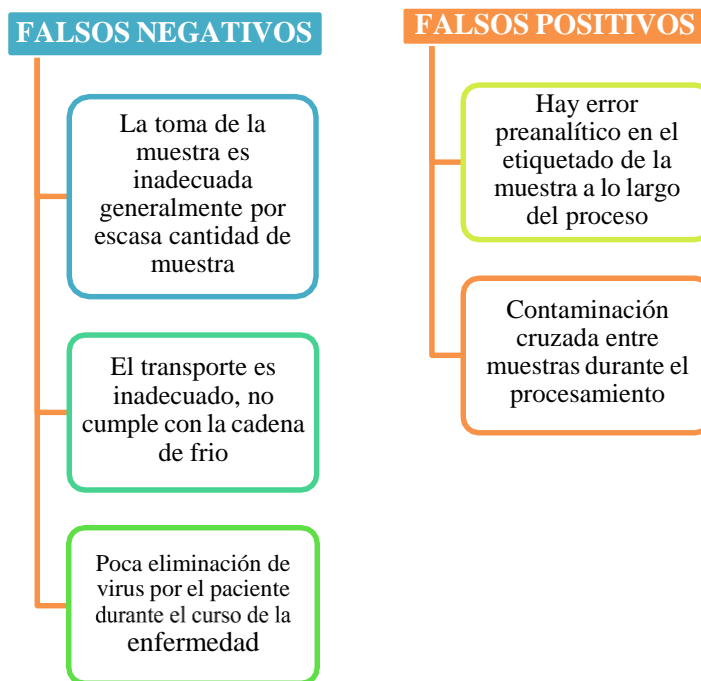 FALSOS NEGATIVOS
La toma de la
muestra es
inadecuada
generalmente por
escasa cantidad de
muestra
El transporte es
inadecuado, no
cumple con la cadena
de frio
Poca eliminación de
virus por el paciente
durante el curso de la
enfermedad
FALSOS POSITIVOS
Hay error
preanalítico en el
etiquetado de la
muestra a lo largo
del proceso
Contaminación
cruzada entre
muestras durante el
procesamiento